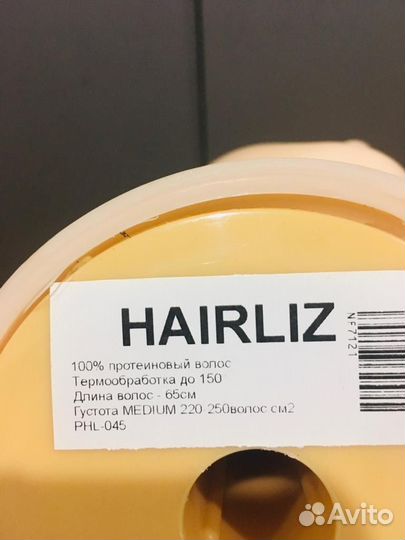 HAIRLIZ
NF7121
100% протеиновый волос
Термообработка до 150°
Длина волос - 65см
Густота MEDIUM 220-250волос см2
PHL-045
Avito